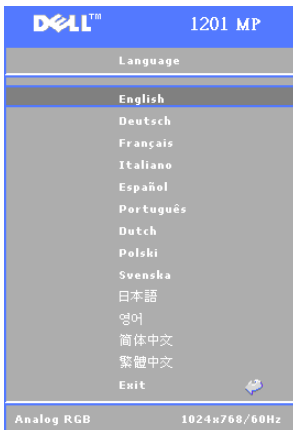 DELL™ 1201 MP
Language
English
Deutsch
Français
Italiano
Español
Português
Dutch
Polski
Svenska
日本語
영어
简体中文
繁體中文
Exit
Analog RGB 1024x768/60Hz